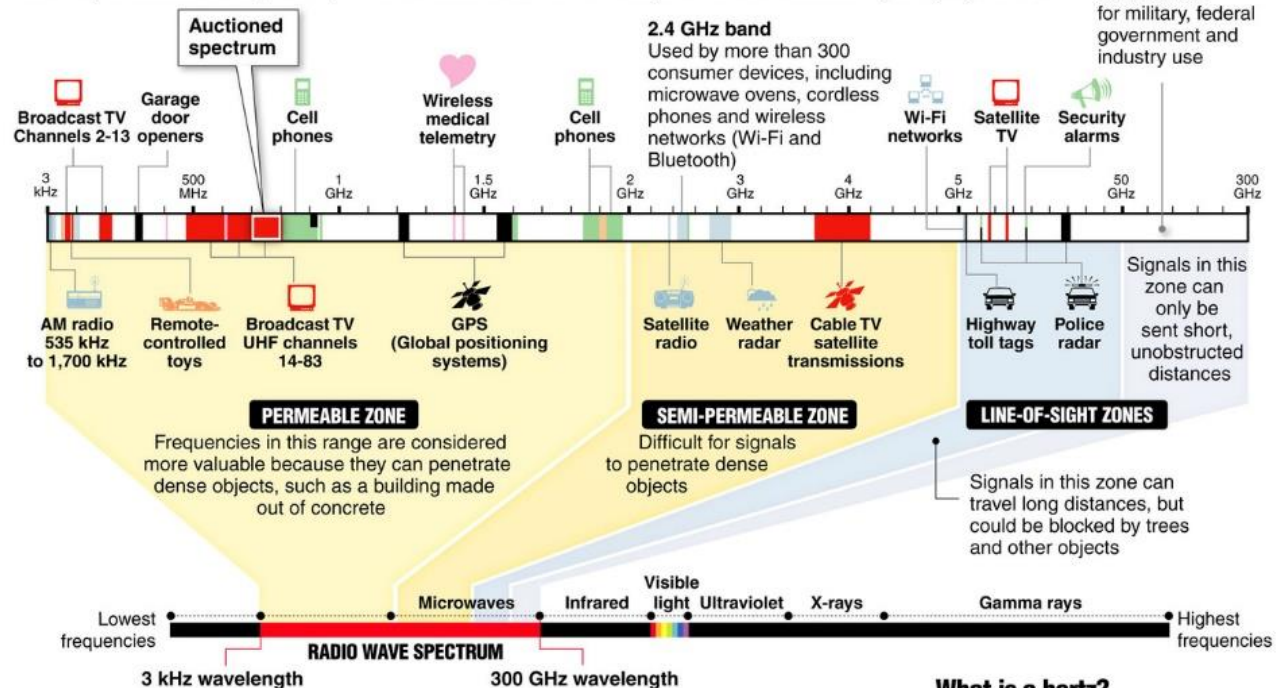 for military, federal
government and
industry use
Auctioned
spectrum
2.4 GHz band
Used by more than 300
consumer devices, including
microwave ovens, cordless
phones and wireless
networks (Wi-Fi and
Bluetooth)
Broadcast TV
Channels 2-13
Garage
door
openers
Cell
phones
Wireless
medical
telemetry
Cell
phones
Wi-Fi
networks
Satellite
TV
Security
alarms
3
kHz
500
MHz
1
GHz
1.5
GHz
2
GHz
3
GHz
4
GHz
5
GHz
50
GHz
300
GHz
AM radio
535 kHz
to 1,700 kHz
Remote-
controlled
toys
Broadcast TV
UHF channels
14-83
GPS
(Global positioning
systems)
Satellite
radio
Weather
radar
Cable TV
satellite
transmissions
Highway
toll tags
Police
radar
Signals in this
zone can
only be
sent short,
unobstructed
distances
PERMEABLE ZONE
Frequencies in this range are considered
more valuable because they can penetrate
dense objects, such as a building made
out of concrete
SEMI-PERMEABLE ZONE
Difficult for signals
to penetrate dense
objects
LINE-OF-SIGHT ZONES
Signals in this zone can
travel long distances, but
could be blocked by trees
and other objects
Lowest
frequencies
Microwaves
Infrared
Visible
light
Ultraviolet
X-rays
Gamma rays
Highest
frequencies
RADIO WAVE SPECTRUM
3 kHz wavelength
300 GHz wavelength
What is a hertz?